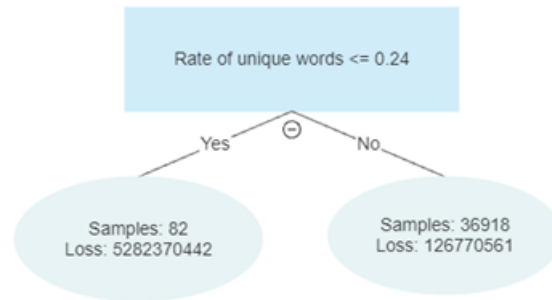 Rate of unique words <= 0.24
Yes
No
Samples: 82
Loss: 5282370442
Samples: 36918
Loss: 126770561